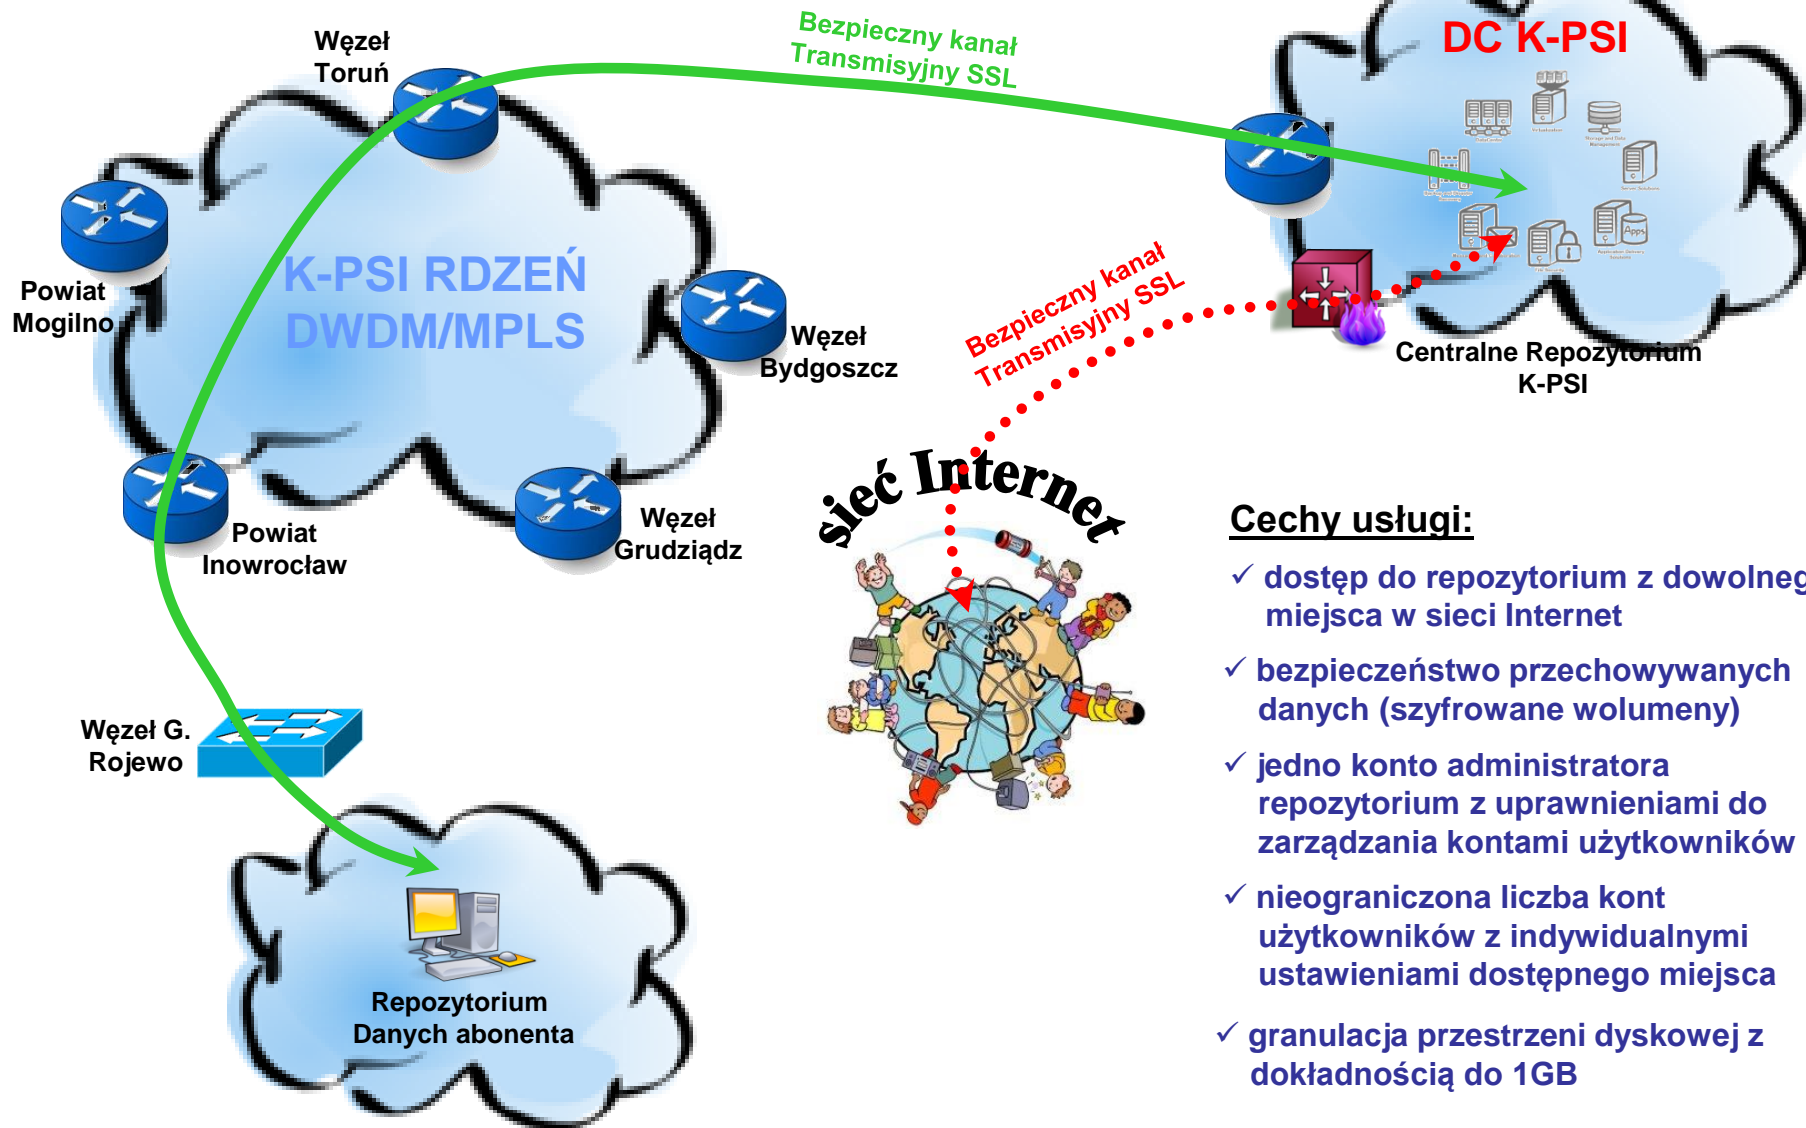 Bezpieczny kanał
Transmisyjny SSL
DC K-PSI
Węzeł
Toruń
Virtualization
Powiat
Mogilno
K-PSI RDZEŃ
DWDM/MPLS
Węzeł
Bydgoszcz
Bezpieczny kanał
Transmisyjny SSL
Apps
Centralne Repozytorium
K-PSI
Powiat
Inowrocław
Węzeł
Grudziądz
sieć Internet
Węzeł G.
Rojewo
Repozytorium
Danych abonenta
Cechy usługi:
✓ dostęp do repozytorium z dowolneg
miejsca w sieci Internet
✓ bezpieczeństwo przechowywanych
danych (szyfrowane wolumeny)
✓ jedno konto administratora
repozytorium z uprawnieniami do
zarządzania kontami użytkowników
✓ nieograniczona liczba kont
użytkowników z indywidualnymi
ustawieniami dostępnego miejsca
✓ granulacja przestrzeni dyskowej z
dokładnością do 1GB